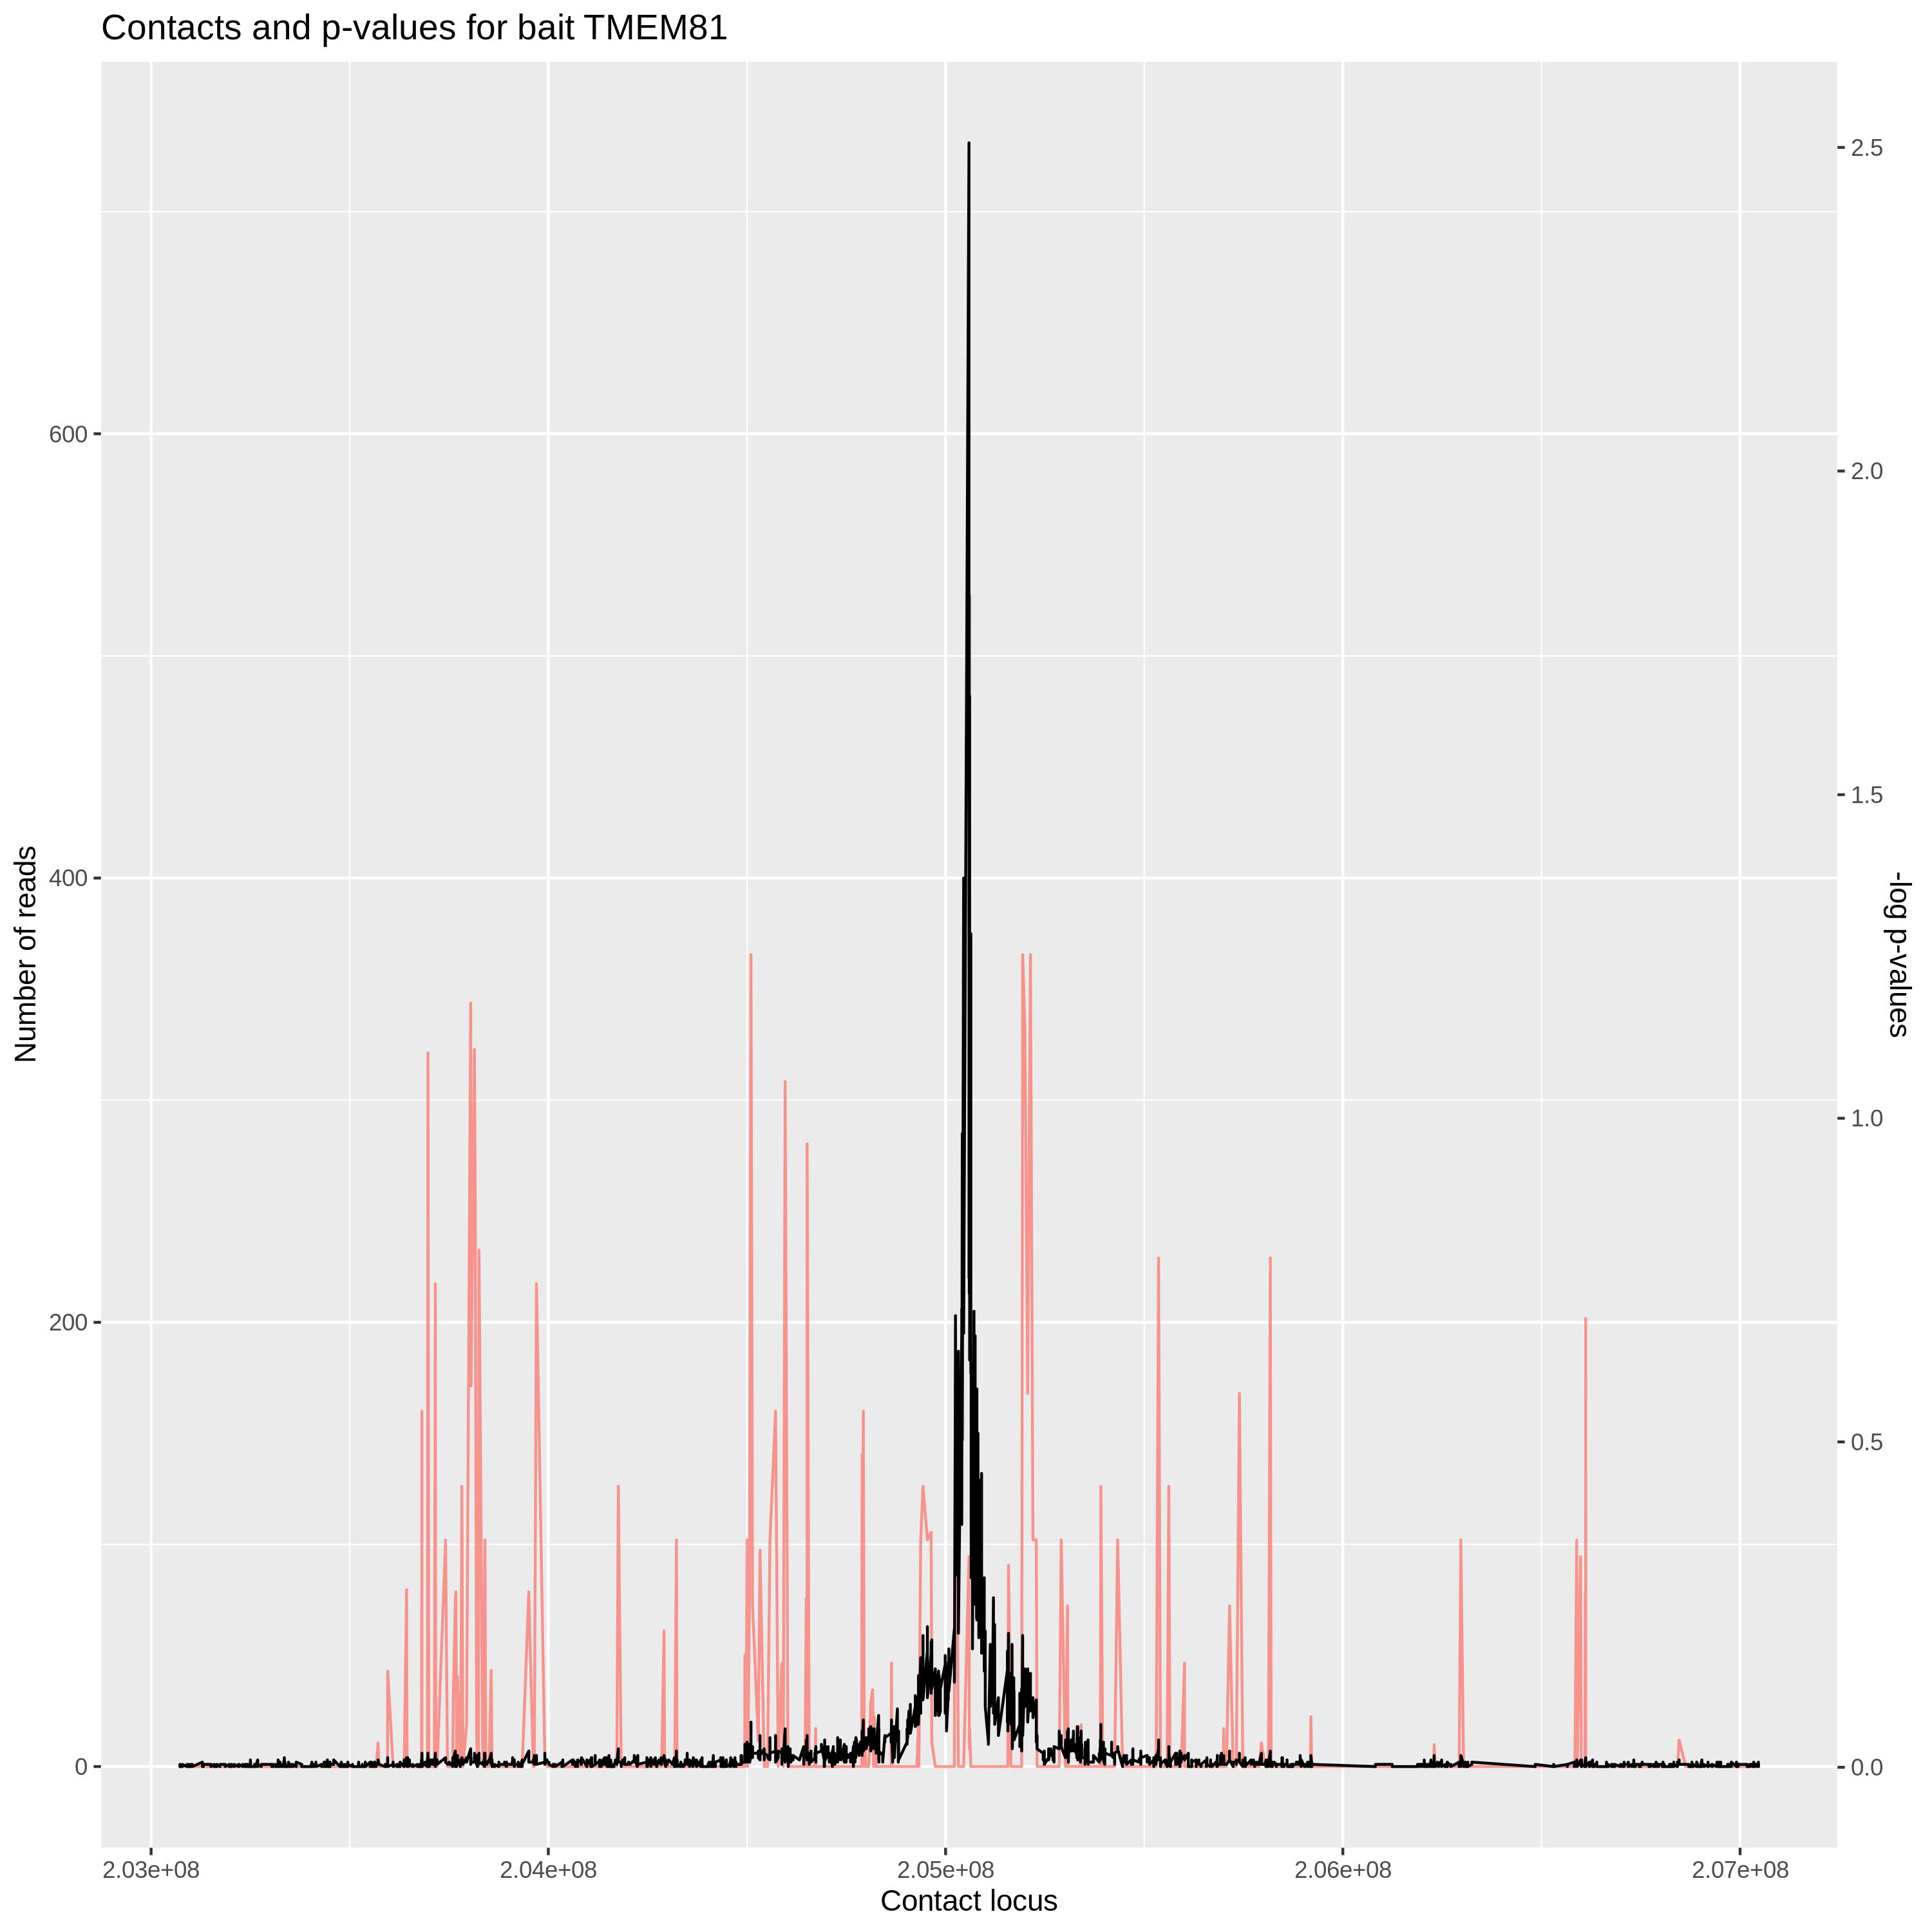 Contacts and p-values for bait TMEM81
Number of reads
600
400
200
0
2.5
2.0
1.5
1.0
0.5
0.0
-log p-values
2.03e+08
2.04e+08
2.05e+08
2.06e+08
2.07e+08
Contact locus